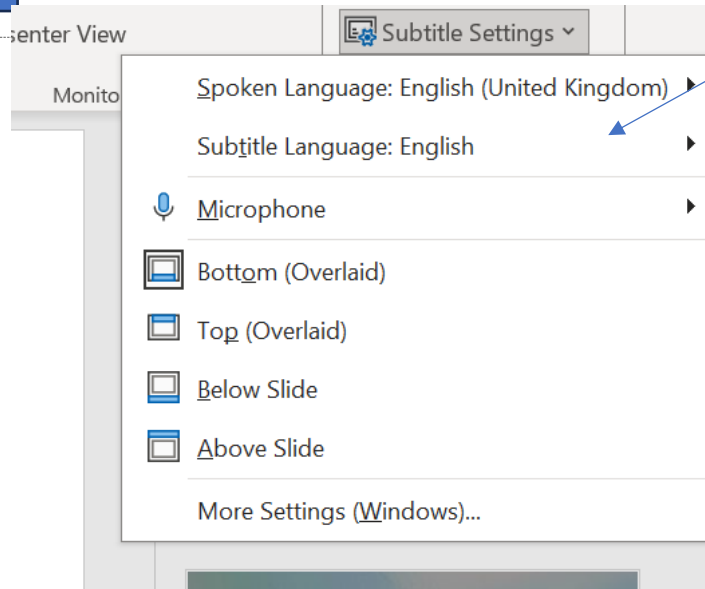 senter View
Subtitle Settings
Monito
Spoken Language: English (United Kingdom)
Subtitle Language: English
Microphone
Bottom (Overlaid)
Top (Overlaid)
Below Slide
Above Slide
More Settings (Windows)...